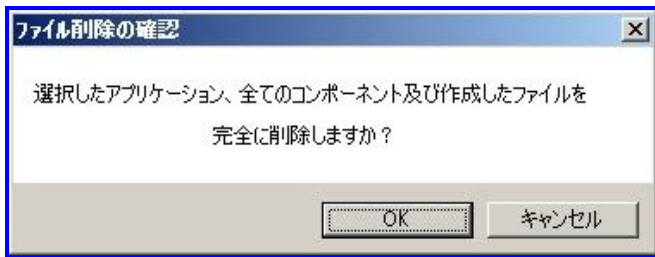 ファイル削除の確認
選択したアプリケーション、全てのコンポーネント及び作成したファイルを
完全に削除しますか？
OK
キャンセル